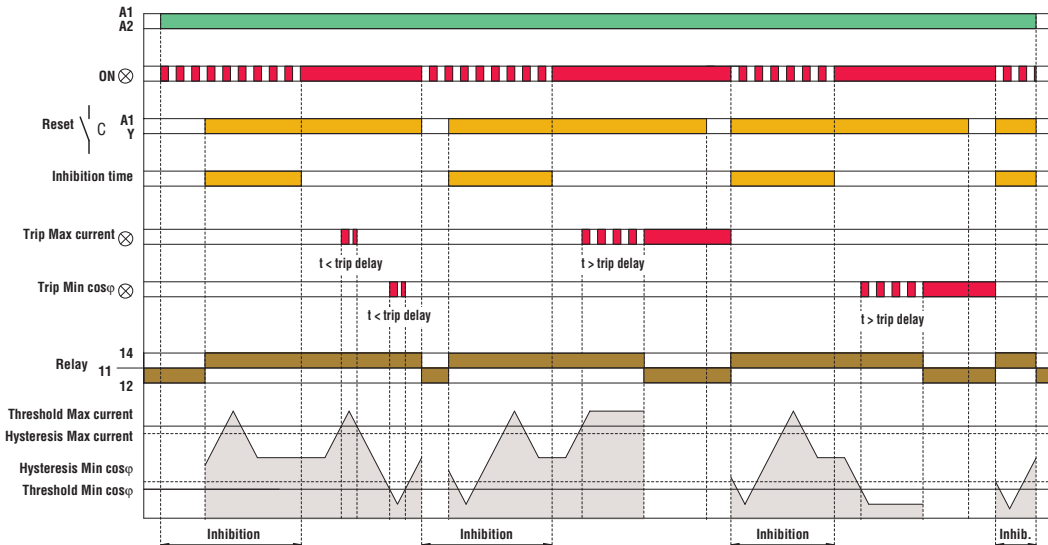 A1
A2
ON
Reset C A1
Y
Inhibition time
Trip Max current
t < trip delay t > trip delay
Trip Min cosφ
t < trip delay t > trip delay
14
Relay 11
12
Threshold Max current
Hysteresis Max current
Hysteresis Min cosφ
Threshold Min cosφ
Inhibition Inhibition Inhibition Inhib.